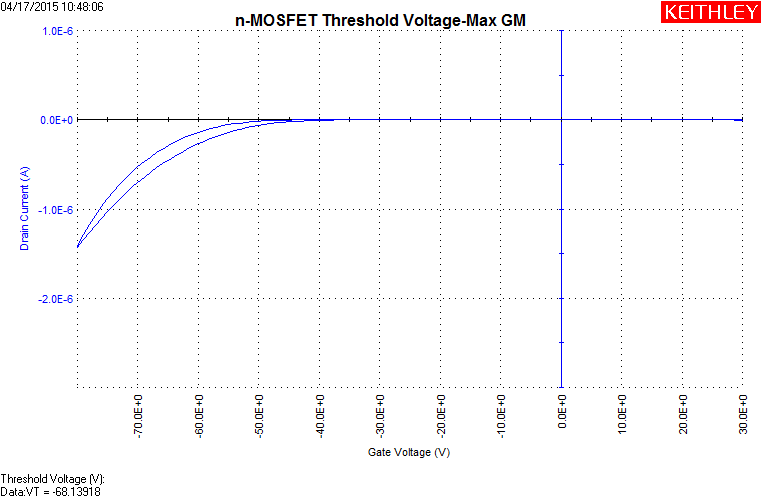 04/17/2015 10:48:06
n-MOSFET Threshold Voltage-Max GM
KEITHLEY
1.0E-6
0.0E+0
-1.0E-6
-2.0E-6
Drain Current (A)
-70.0E+0
-60.0E+0
-50.0E+0
-40.0E+0
-30.0E+0
-20.0E+0
-10.0E+0
0.0E+0
10.0E+0
20.0E+0
30.0E+0
Gate Voltage (V)
Threshold Voltage (V):
Data:VT = -68.13918